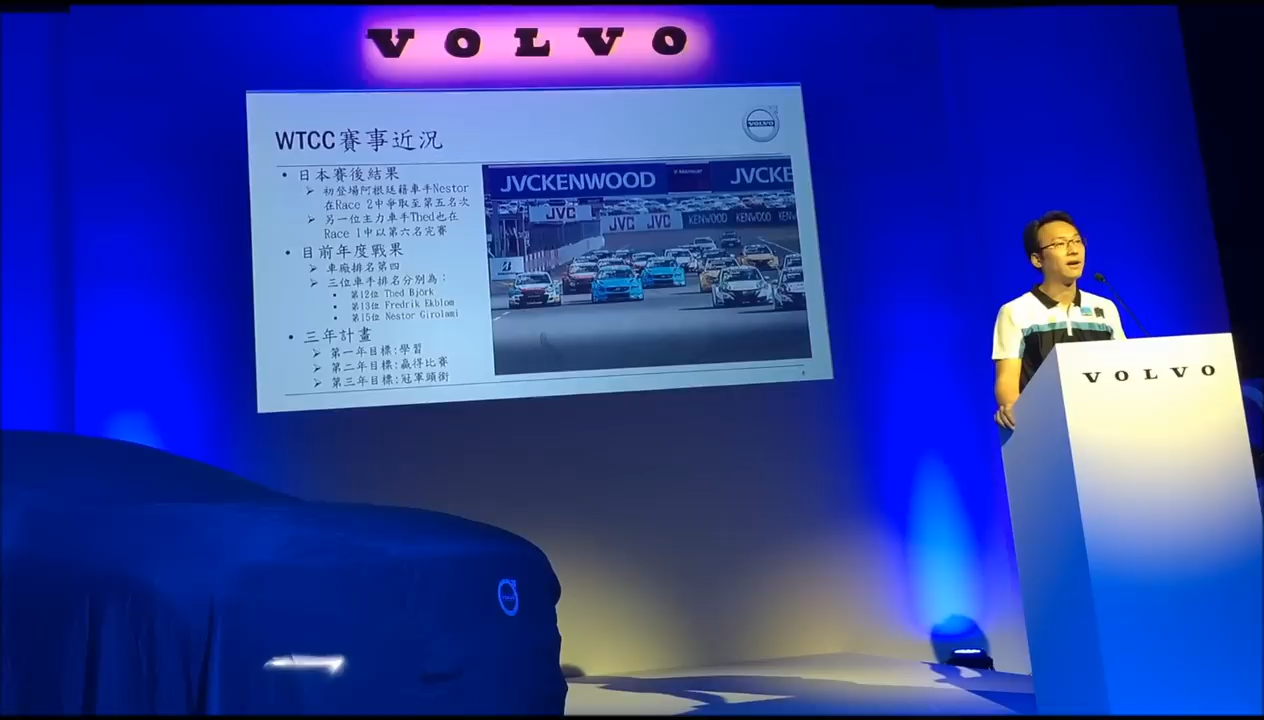 VOLVO
WTCC賽事近況
VOLVO
• 日本賽後結果
➢ 初登場阿根廷籍車手Nestor
在Race 2中爭取至第五名次
➢ 另一位主力車手Thed也在
Race 1中以第六名完賽
• 目前年度戰果
➢ 車廠排名第四
➢ 三位車手排名分別為：
▪ 第12位 Thed Björk
▪ 第13位 Fredrik Ekblom
▪ 第15位 Nestor Girolami
• 三年計畫
➢ 第一年目標:學習
➢ 第二年目標:贏得比賽
➢ 第三年目標:冠軍頭銜
JVCKENWOOD
JVCKE
JVC
JVC JVC
KENWOOD KENWOOD KEN
VOLVO
VOLVO